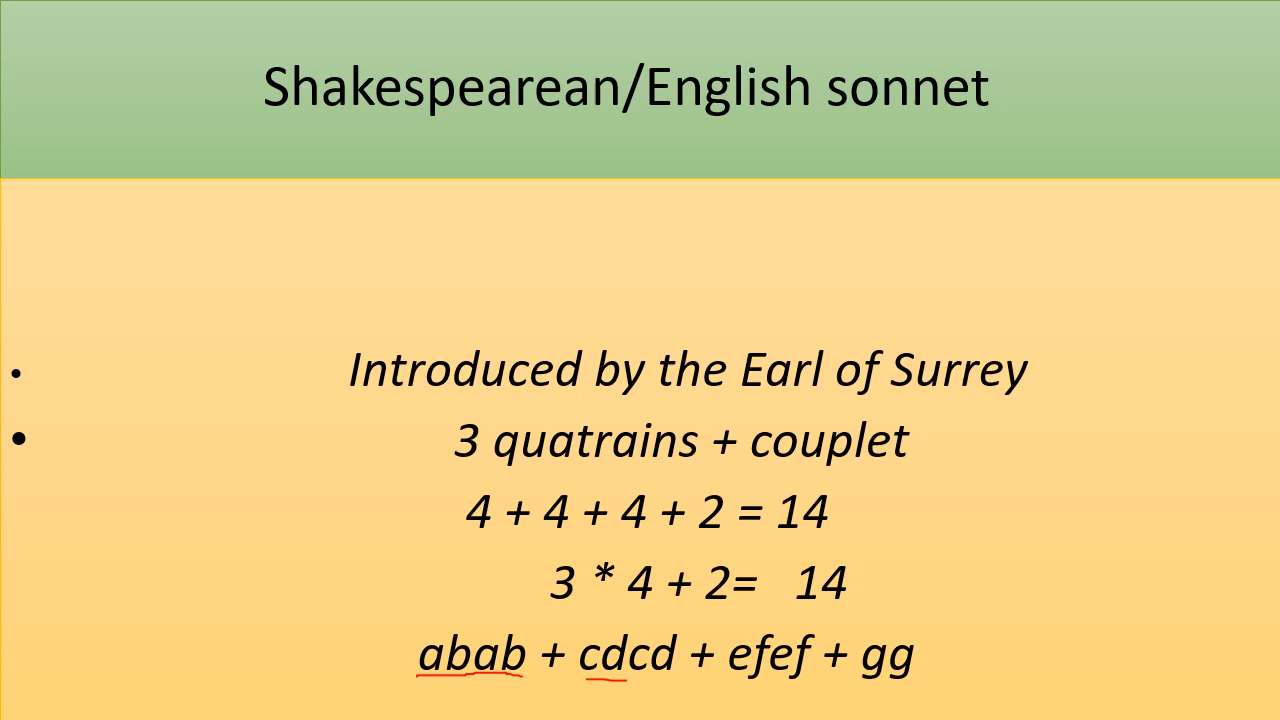 Shakespearean/English sonnet
• Introduced by the Earl of Surrey
• 3 quatrains + couplet
4 + 4 + 4 + 2 = 14
3 * 4 + 2= 14
abab + cdcd + efef + gg